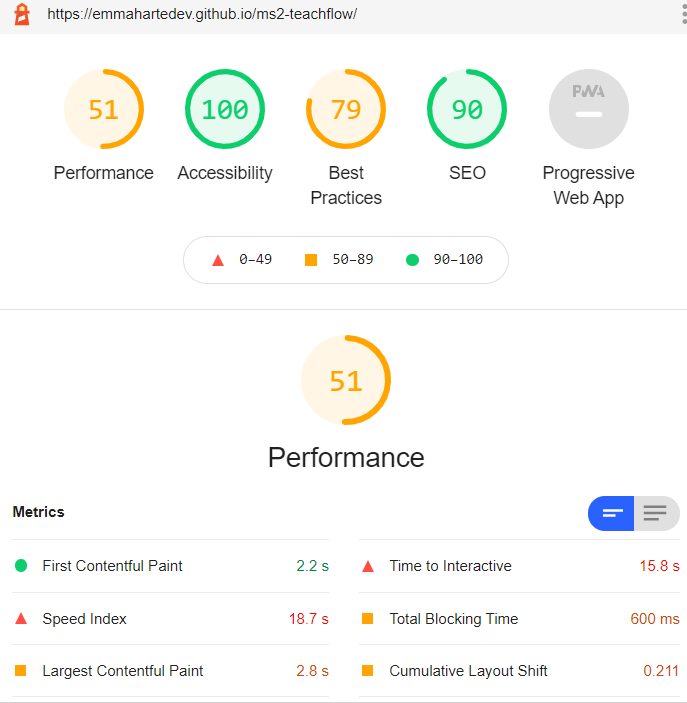 https://emmahartedev.github.io/ms2-teachflow/
51 100 79 90 PWA
Performance Accessibility Best Practices SEO Progressive Web App
0–49 50–89 90–100
51
Performance
Metrics
First Contentful Paint 2.2 s
Time to Interactive 15.8 s
Speed Index 18.7 s
Total Blocking Time 600 ms
Largest Contentful Paint 2.8 s
Cumulative Layout Shift 0.211